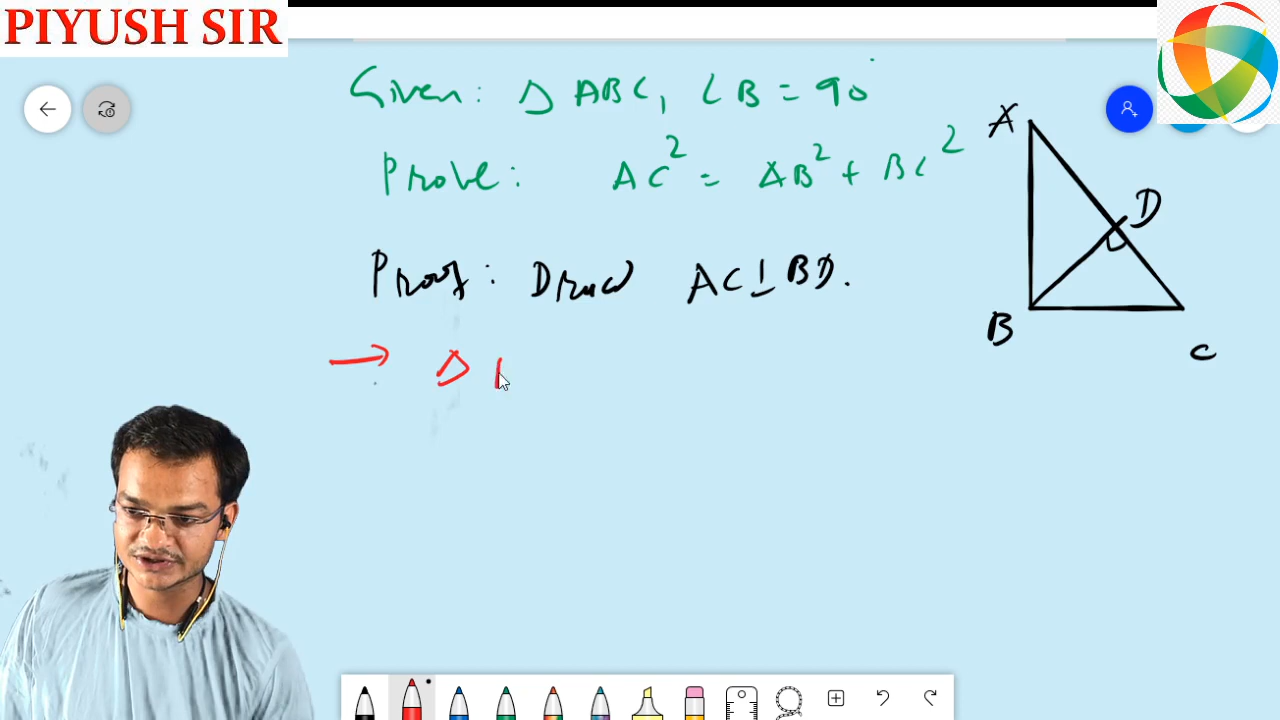 PIYUSH SIR
Given: Δ ABC, ∠B = 90°
Prove: AC² = AB² + BC²
Proof: Draw AC ⊥ BD.
→ Δ
A
D
B
C